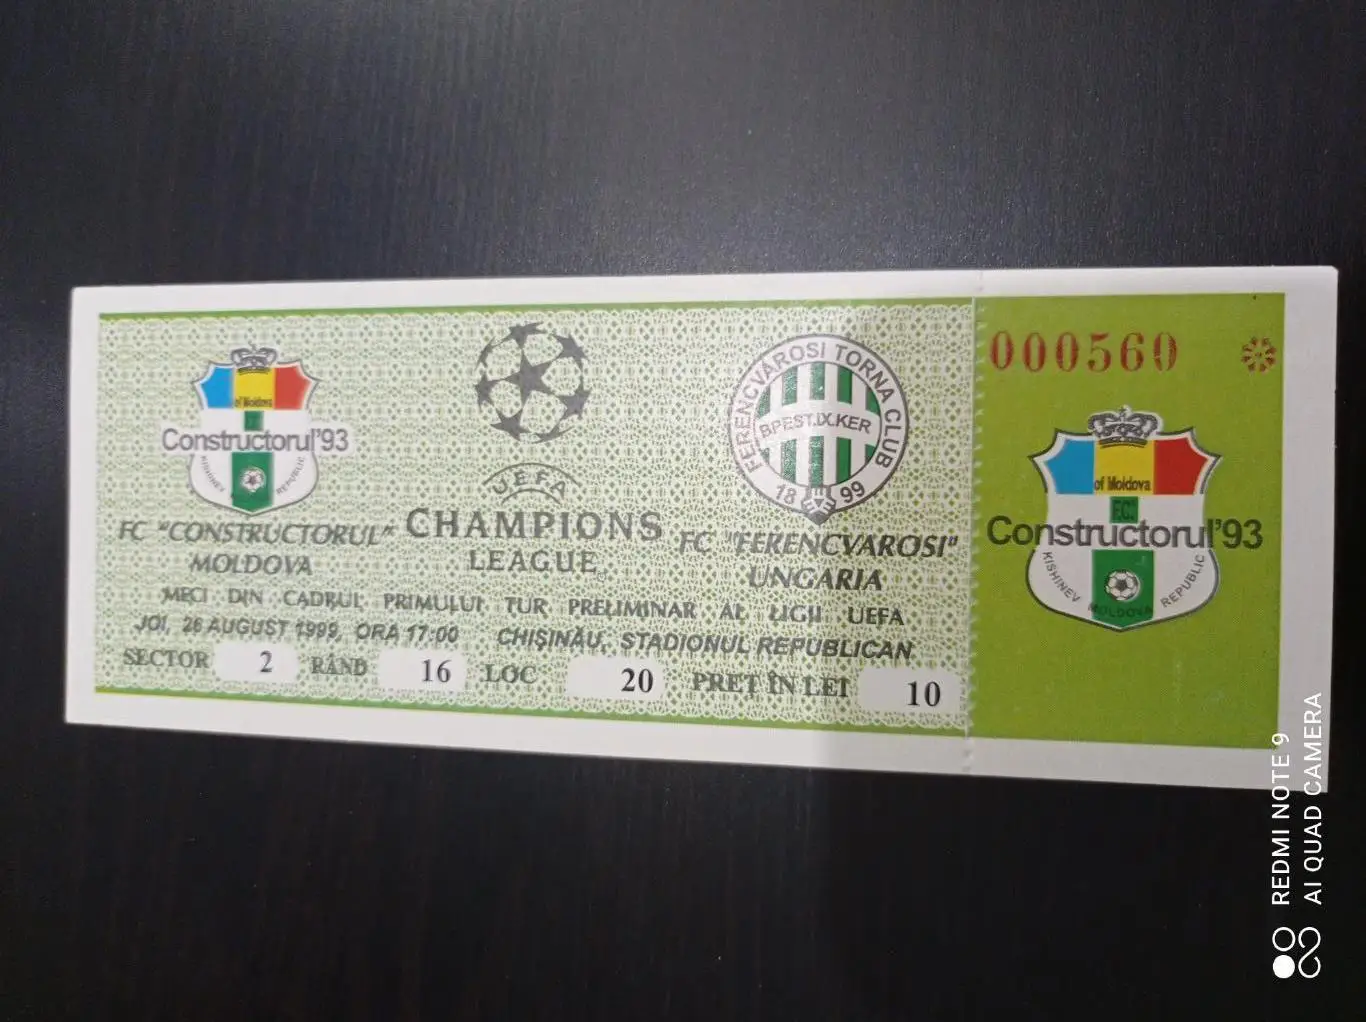 of Moldova
Constructorul'93
KISHINEV REPUBLIC
FC "CONSTRUCTORUL"
MOLDOVA
UEFA
CHAMPIONS
LEAGUE
FERENCVÁROSI TORNA CLUB
BPEST.IX.KER
18 99
FC "FERENCVAROSI"
UNGARIA
MECI DIN CADRUL PRIMULUI TUR PRELIMINAR AL LIGII UEFA
JOI, 26 AUGUST 1999, ORA 17:00 CHIȘINĂU, STADIONUL REPUBLICAN
SECTOR 2 RÂND 16 LOC 20 PREȚ ÎN LEI 10
000560
of Moldova
F.C.
Constructorul'93
KISHINEV MOLDOVA REPUBLIC
REDMI NOTE 9
AI QUAD CAMERA